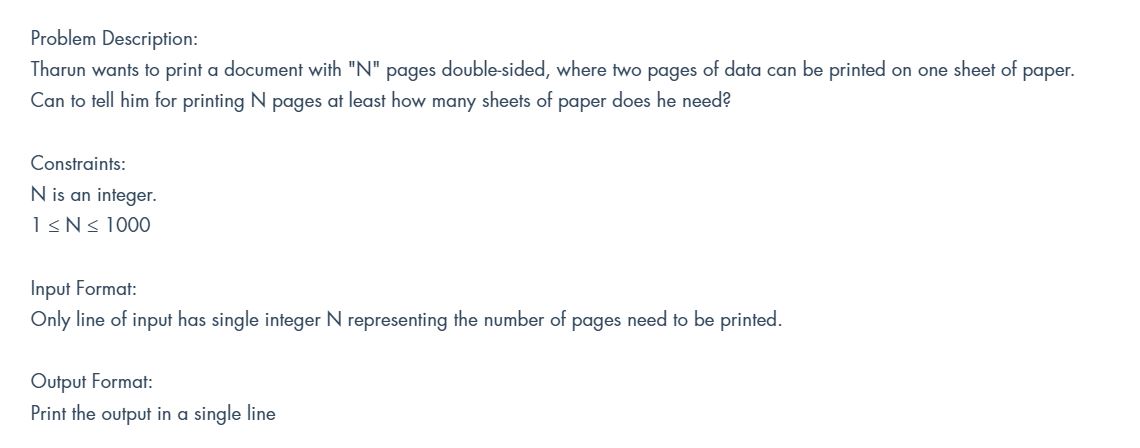 Problem Description:
Tharun wants to print a document with "N" pages double-sided, where two pages of data can be printed on one sheet of paper.
Can to tell him for printing N pages at least how many sheets of paper does he need?
Constraints:
N is an integer.
1 ≤ N ≤ 1000
Input Format:
Only line of input has single integer N representing the number of pages need to be printed.
Output Format:
Print the output in a single line